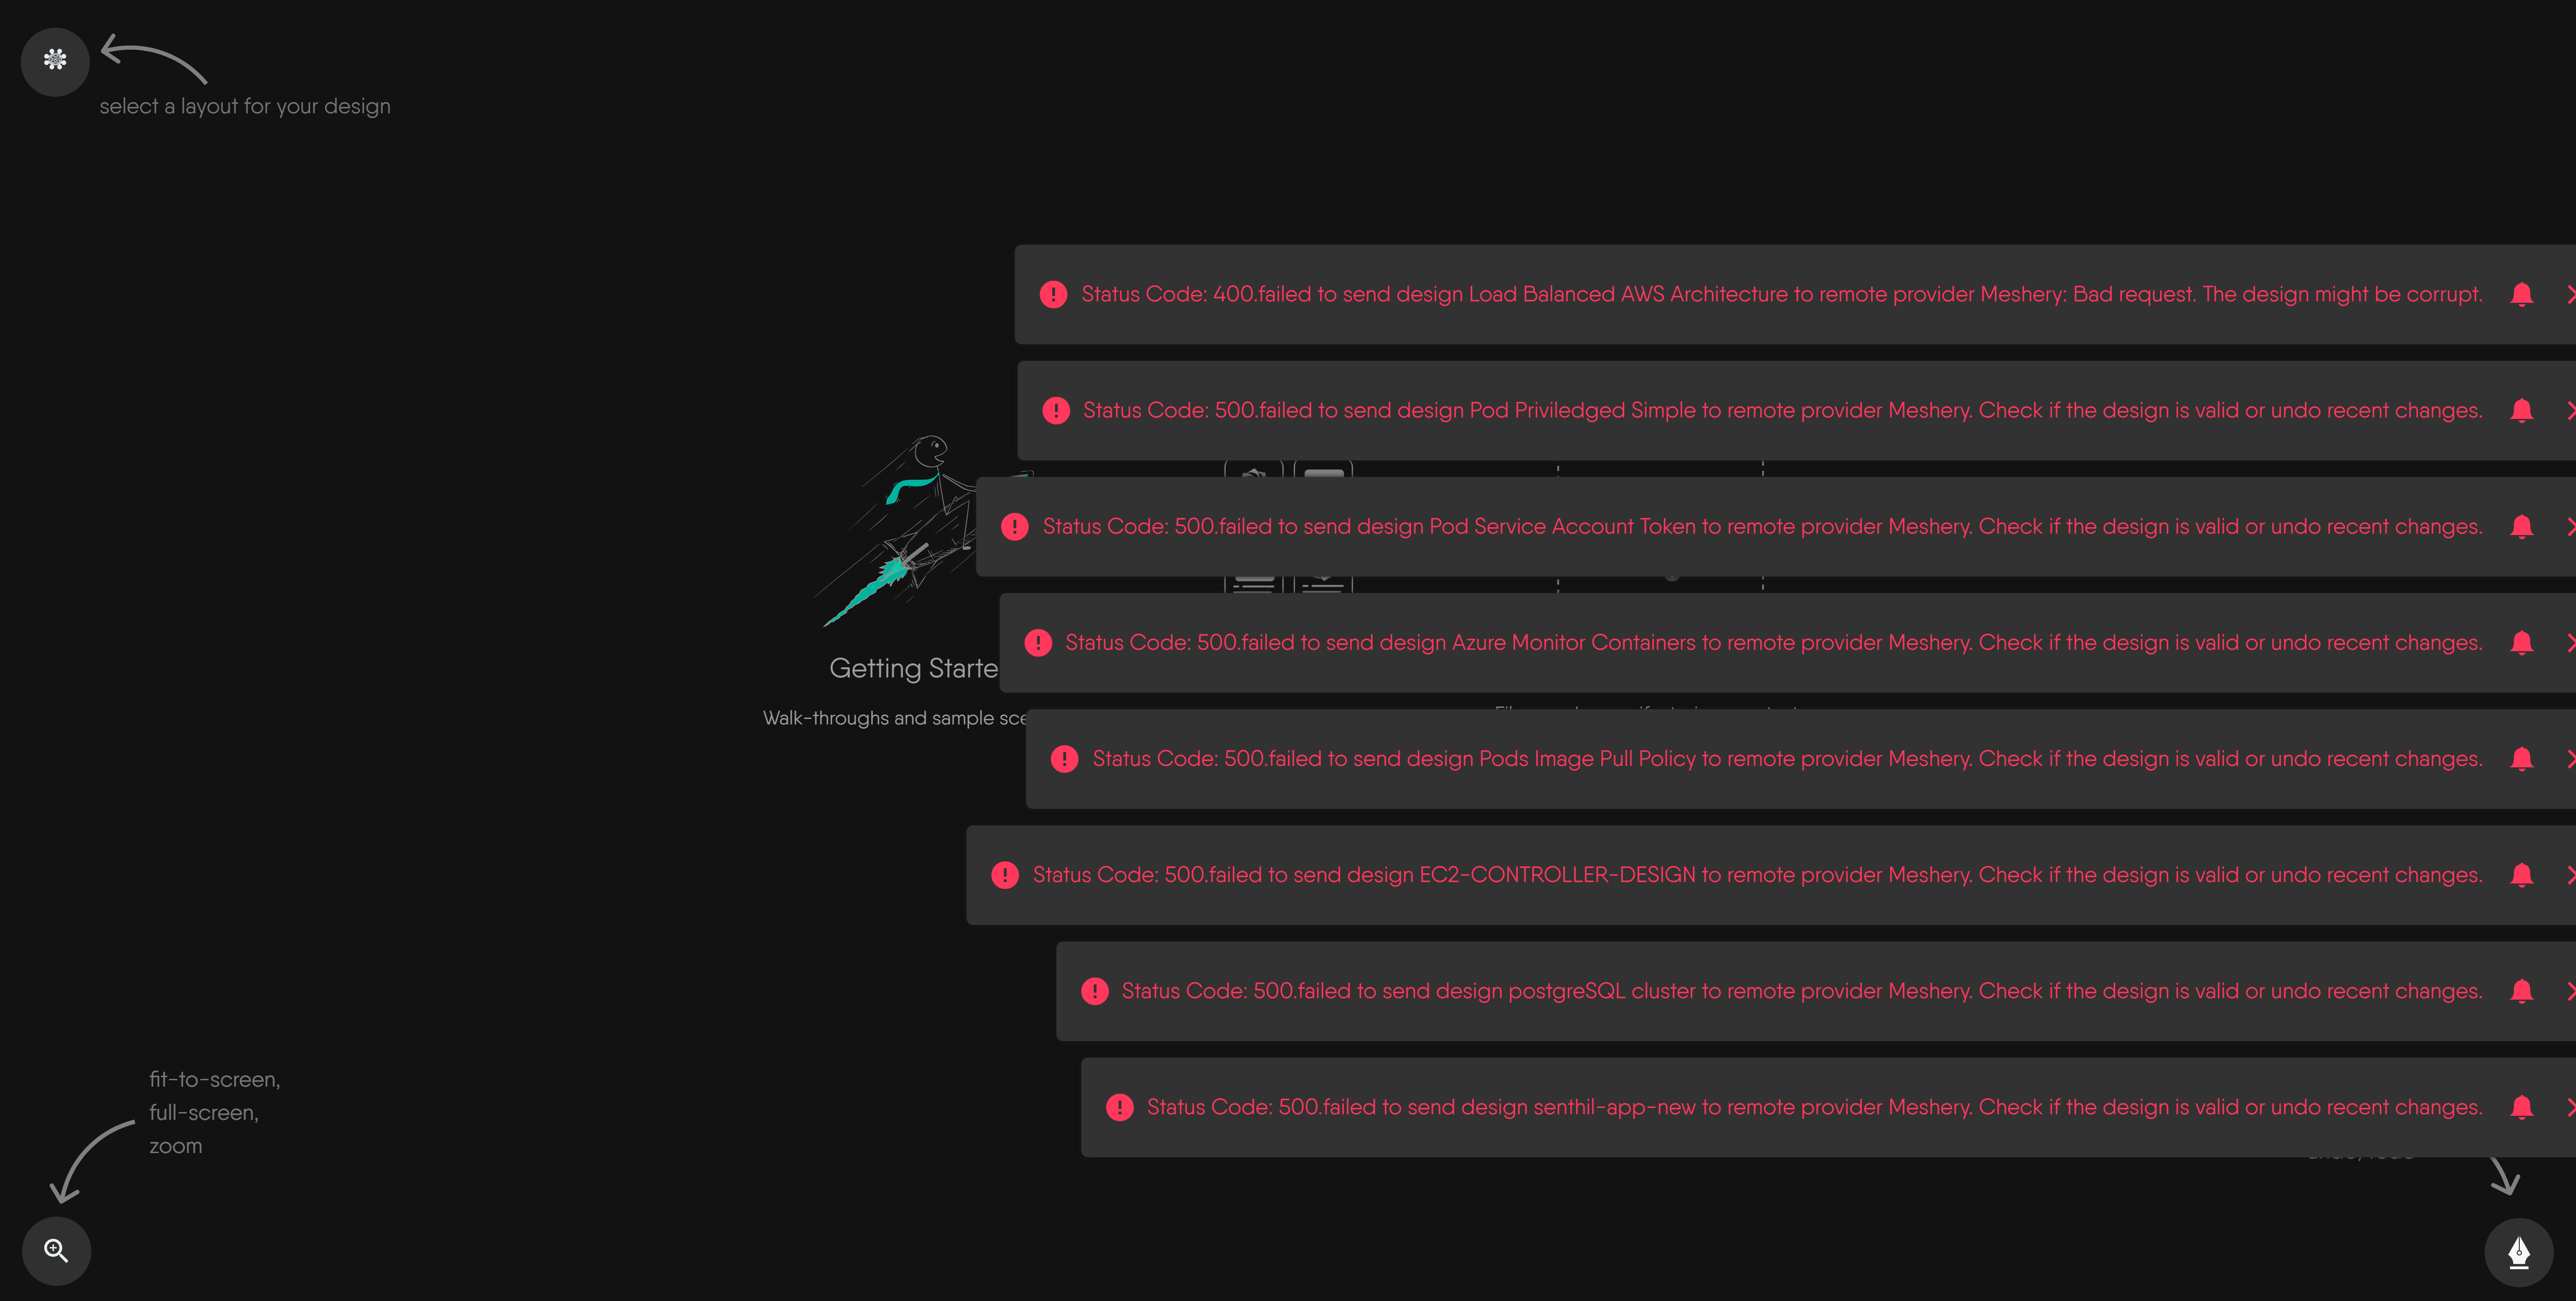 select a layout for your design
Status Code: 400.failed to send design Load Balanced AWS Architecture to remote provider Meshery: Bad request. The design might be corrupt.
Status Code: 500.failed to send design Pod Priviledged Simple to remote provider Meshery. Check if the design is valid or undo recent changes.
Status Code: 500.failed to send design Pod Service Account Token to remote provider Meshery. Check if the design is valid or undo recent changes.
Status Code: 500.failed to send design Azure Monitor Containers to remote provider Meshery. Check if the design is valid or undo recent changes.
Getting Starte
Walk-throughs and sample sce
Status Code: 500.failed to send design Pods Image Pull Policy to remote provider Meshery. Check if the design is valid or undo recent changes.
Status Code: 500.failed to send design EC2-CONTROLLER-DESIGN to remote provider Meshery. Check if the design is valid or undo recent changes.
Status Code: 500.failed to send design postgreSQL cluster to remote provider Meshery. Check if the design is valid or undo recent changes.
Status Code: 500.failed to send design senthil-app-new to remote provider Meshery. Check if the design is valid or undo recent changes.
fit-to-screen,
full-screen,
zoom